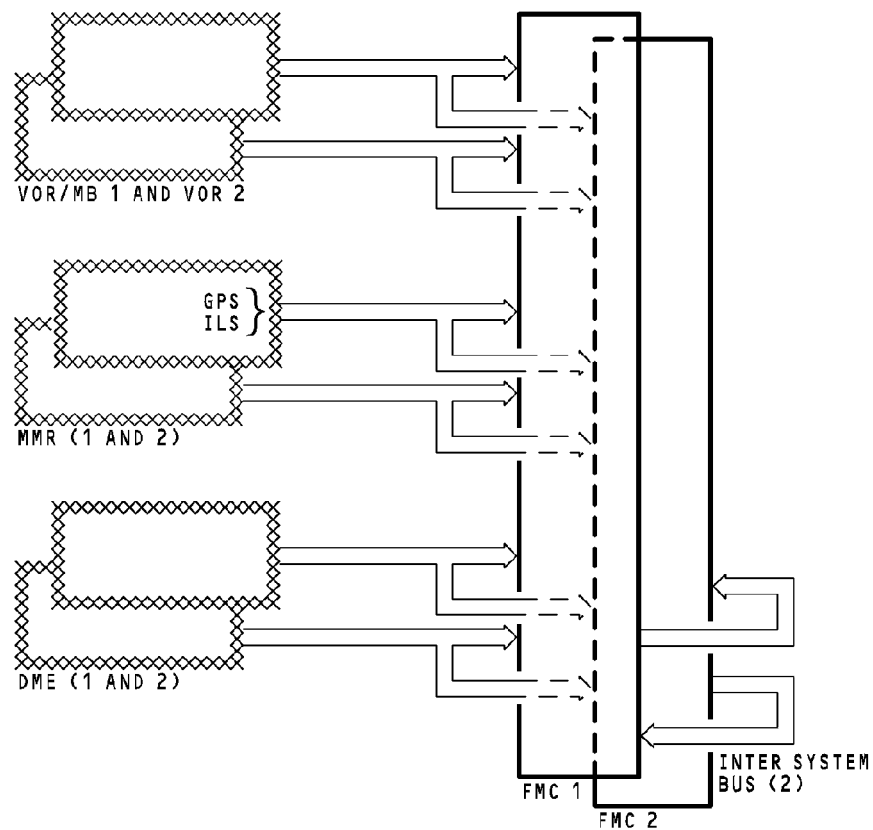 VOR/MB 1 AND VOR 2
GPS
ILS
MMR (1 AND 2)
DME (1 AND 2)
INTER SYSTEM
BUS (2)
FMC 1
FMC 2